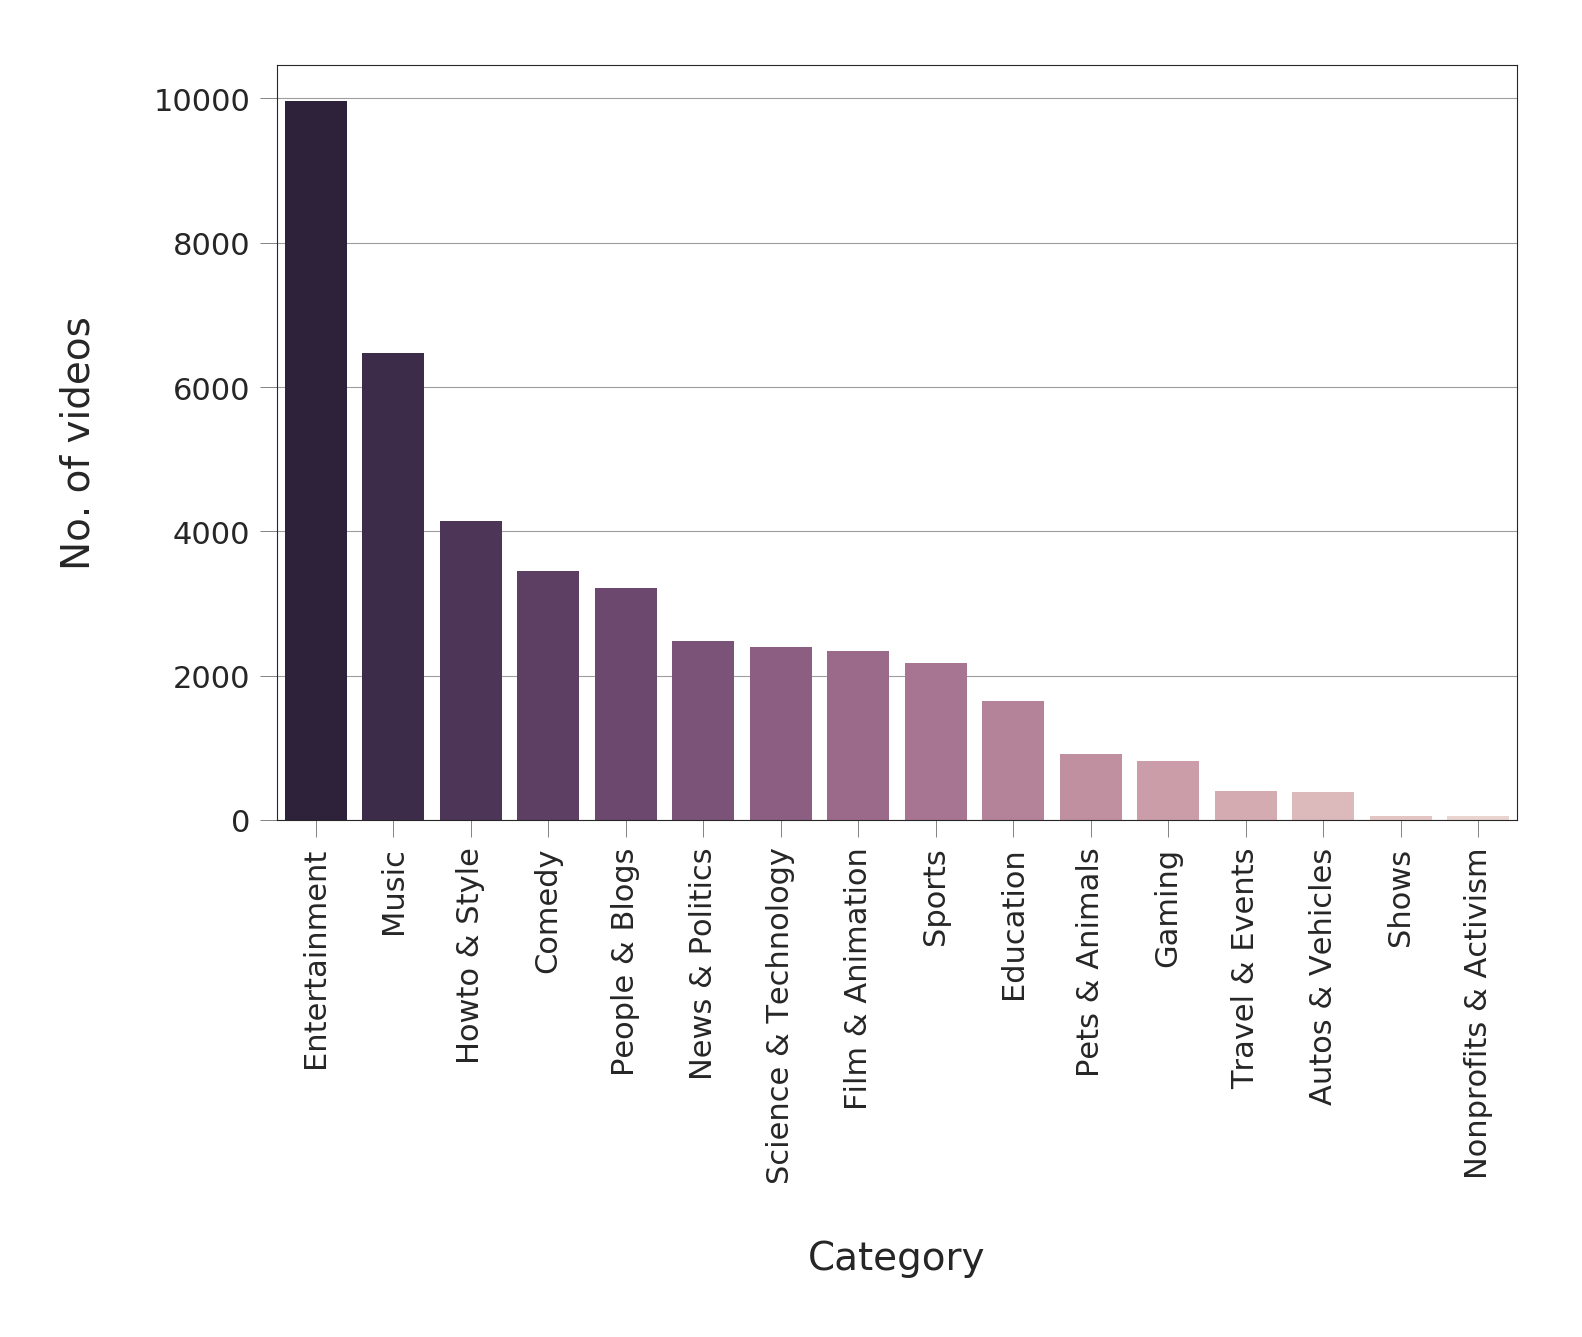 10000
8000
6000
4000
2000
0
No. of videos
Entertainment
Music
Howto & Style
Comedy
People & Blogs
News & Politics
Science & Technology
Film & Animation
Sports
Education
Pets & Animals
Gaming
Travel & Events
Autos & Vehicles
Shows
Nonprofits & Activism
Category